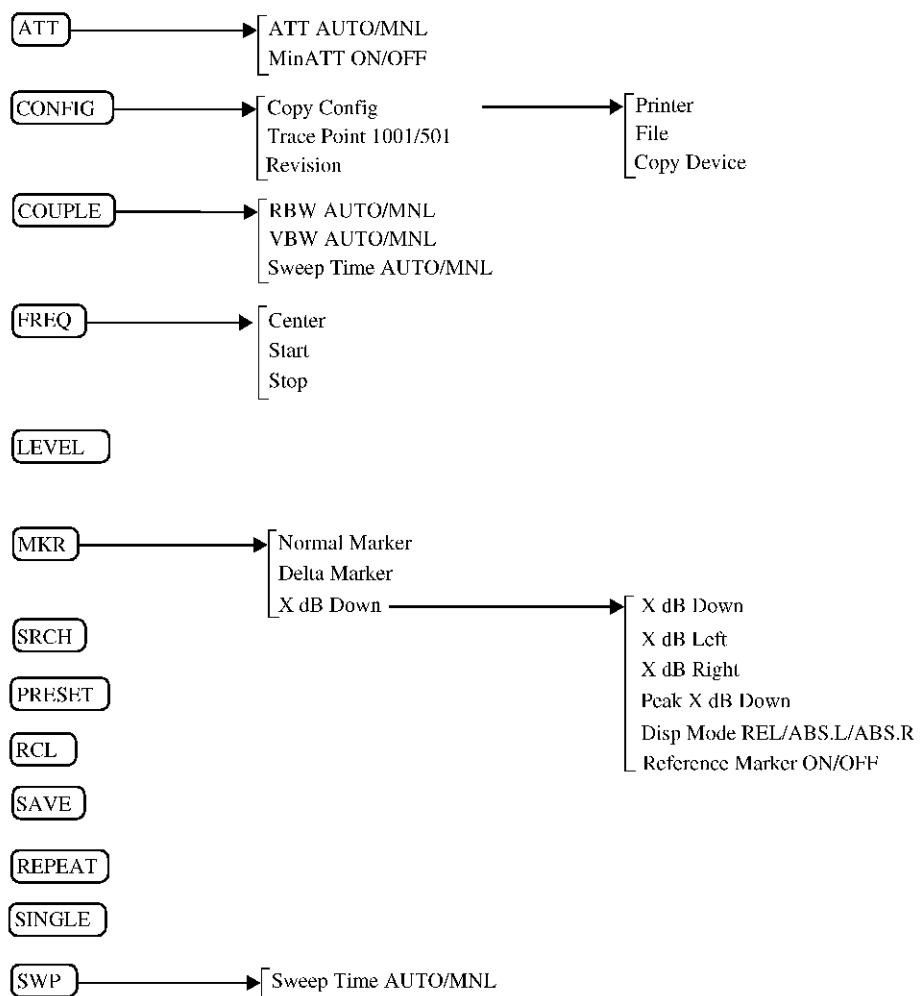 ATT
ATT AUTO/MNL
MinATT ON/OFF
CONFIG
Copy Config
Trace Point 1001/501
Revision
Printer
File
Copy Device
COUPLE
RBW AUTO/MNL
VBW AUTO/MNL
Sweep Time AUTO/MNL
FREQ
Center
Start
Stop
LEVEL
MKR
Normal Marker
Delta Marker
X dB Down
X dB Down
X dB Left
X dB Right
Peak X dB Down
Disp Mode REL/ABS.L/ABS.R
Reference Marker ON/OFF
SRCH
PRESET
RCL
SAVE
REPEAT
SINGLE
SWP
Sweep Time AUTO/MNL